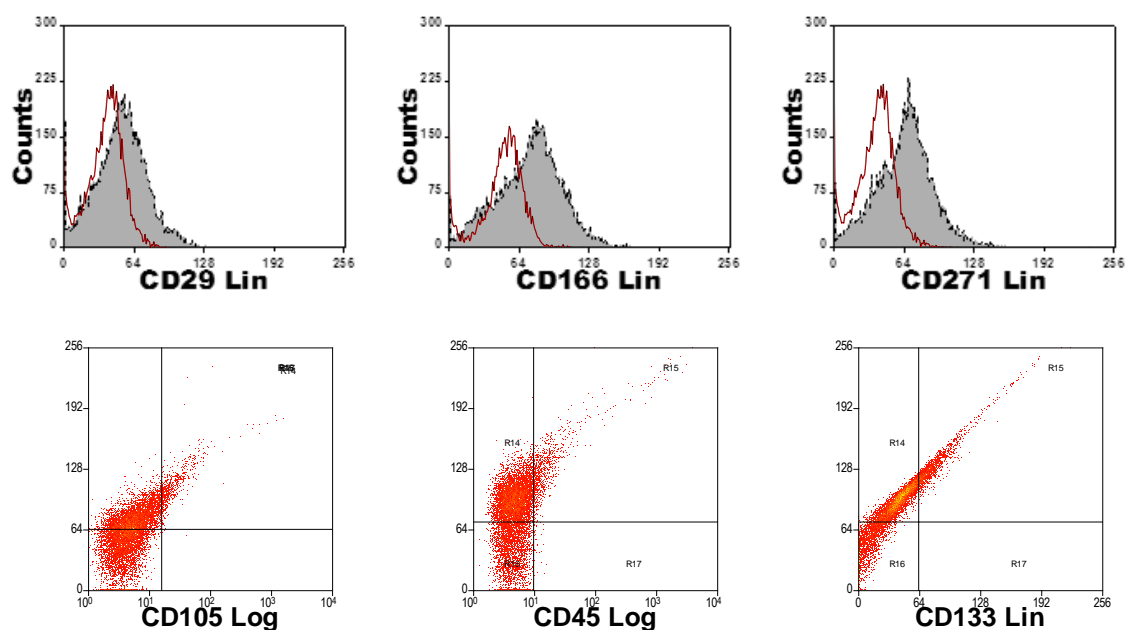 300
225
150
75
0
Counts
0 64 128 192 256
CD29 Lin
300
225
150
75
0
Counts
0 64 128 192 256
CD166 Lin
300
225
150
75
0
Counts
0 64 128 192 256
CD271 Lin
256
192
128
64
0
R14
10⁰ 10¹ 10² 10³ 10⁴
CD105 Log
256
192
128
64
0
R15
R14
R17
10⁰ 10¹ 10² 10³ 10⁴
CD45 Log
256
192
128
64
0
R15
R14
R16
R17
0 64 128 192 256
CD133 Lin